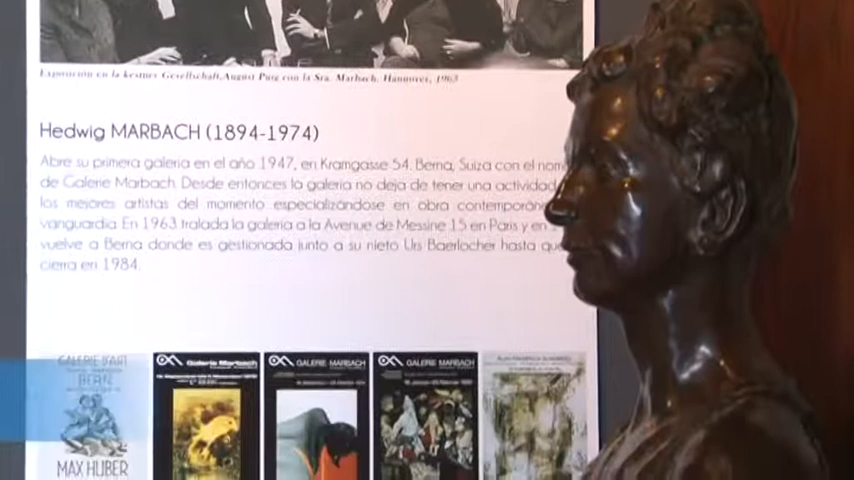 Exposición en la kestner Gesellschaft,August Puig con la Sra. Marbach. Hannover, 1963
Hedwig MARBACH (1894-1974)
Abre su primera galeria en el año 1947, en Kramgasse 54. Berna, Suiza con el nom
de Galerie Marbach. Desde entonces la galeria no deja de tener una actividad
los mejores artistas del momento especializándose en obra contemporáne
vanguardia. En 1963 tralada la galeria a la Avenue de Messine 15 en Paris y en
vuelve a Berna donde es gestionada junto a su nieto Urs Baerlocher hasta que
cierra en 1984.
GALERIE D'ART
BERN
MAX HUBER
Galerie Marbach
GALERIE MARBACH
GALERIE MARBACH